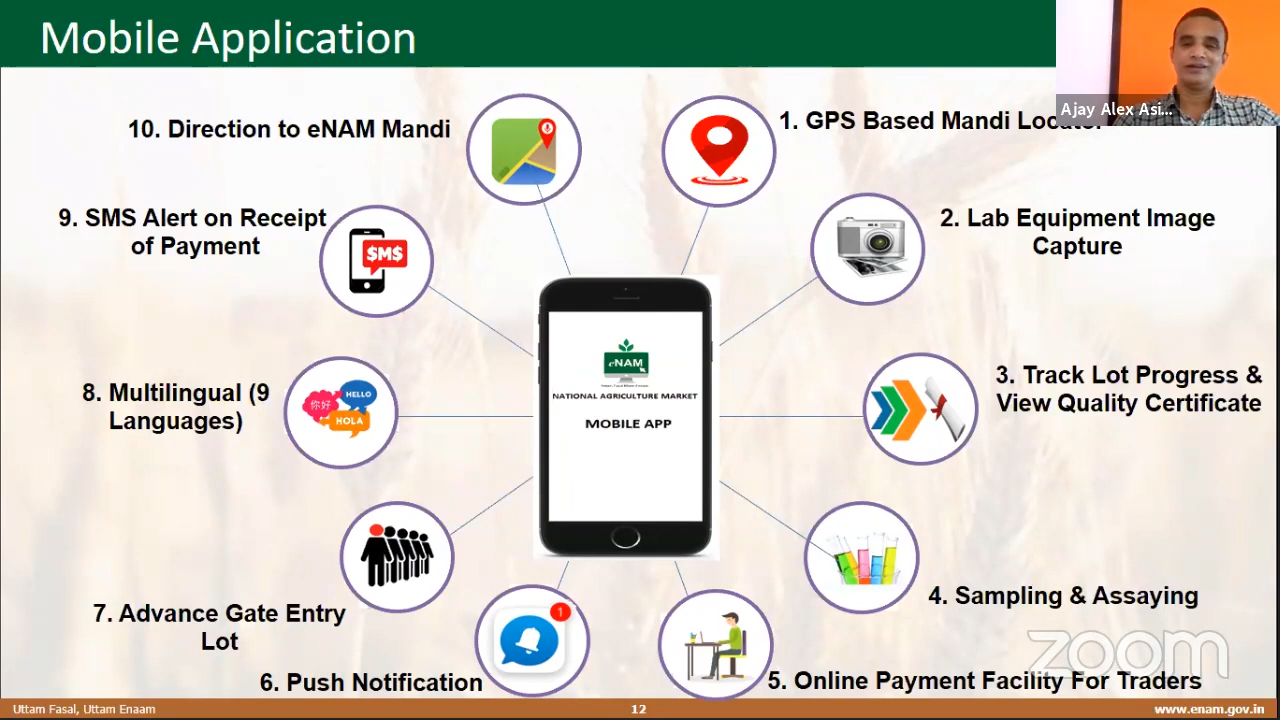 Mobile Application
Ajay Alex Asi...
10. Direction to eNAM Mandi
1. GPS Based Mandi Locator
9. SMS Alert on Receipt
of Payment
$M$
2. Lab Equipment Image
Capture
eNAM
NATIONAL AGRICULTURE MARKET
MOBILE APP
8. Multilingual (9
Languages)
你好
HELLO
HOLA
3. Track Lot Progress &
View Quality Certificate
7. Advance Gate Entry
Lot
4. Sampling & Assaying
1
6. Push Notification
5. Online Payment Facility For Traders
zoom
Uttam Fasal, Uttam Enaam
12
www.enam.gov.in